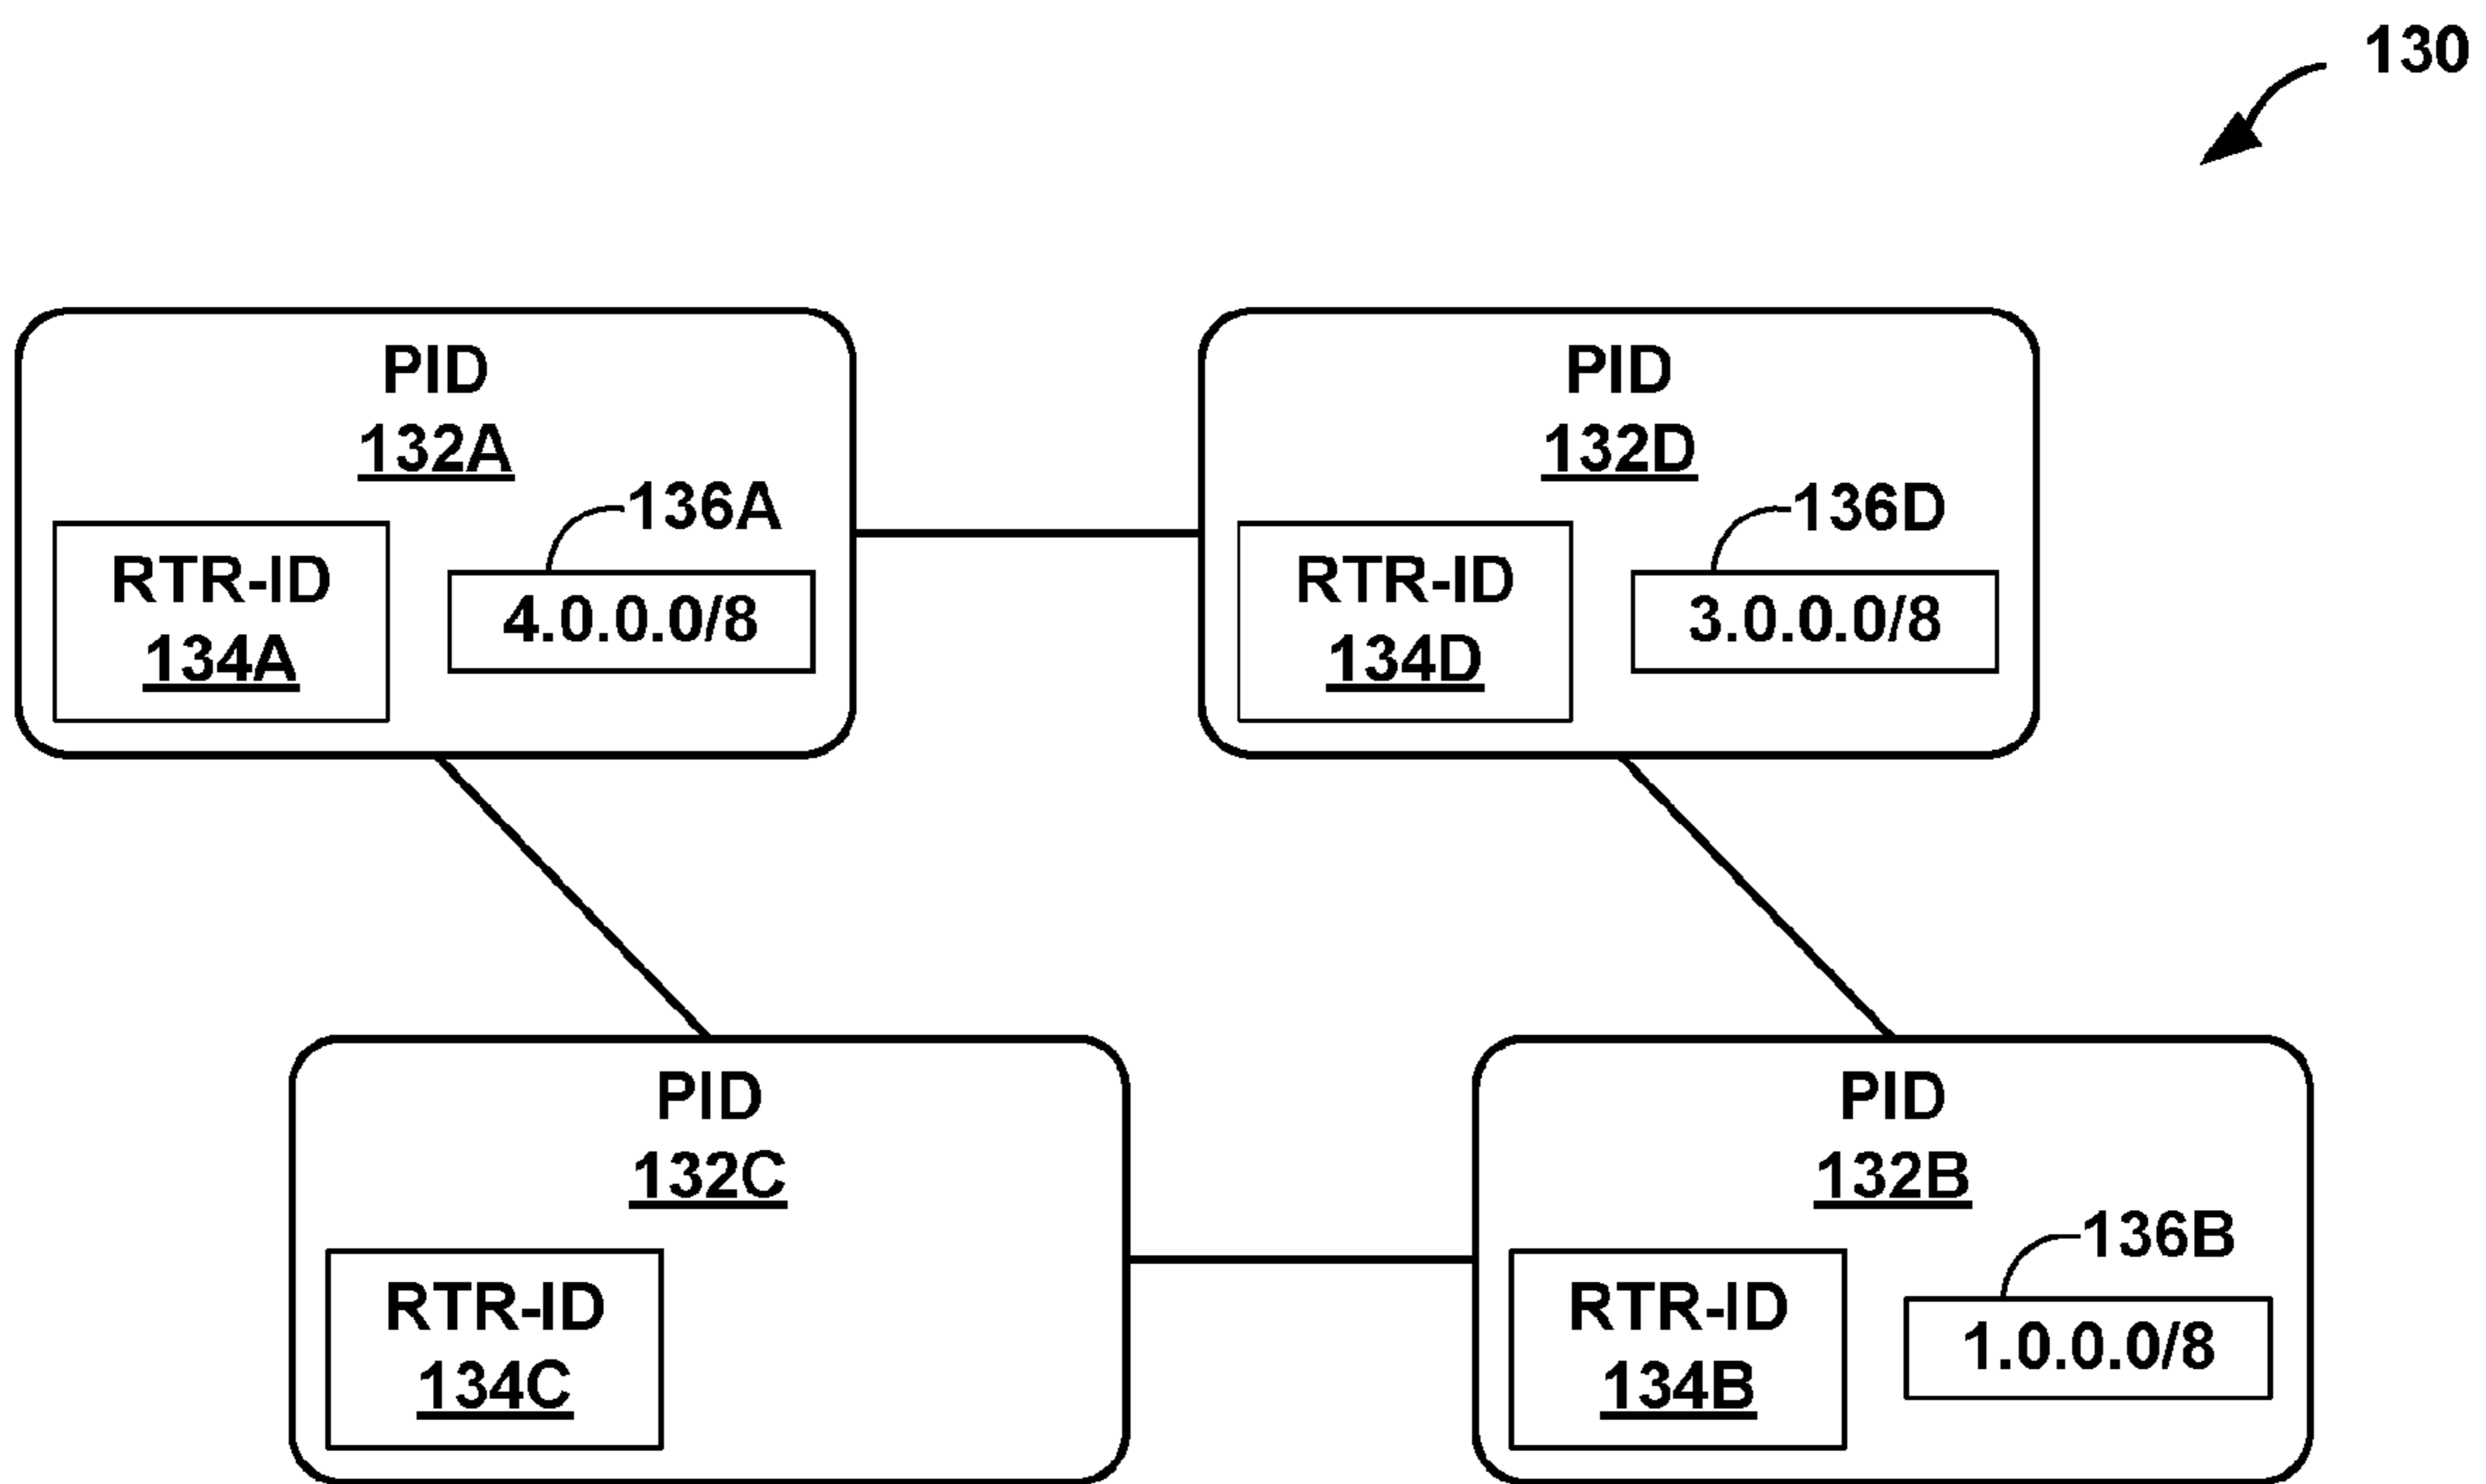 130
PID
132A
136A
RTR-ID
134A
4.0.0.0/8
PID
132D
136D
RTR-ID
134D
3.0.0.0/8
PID
132C
RTR-ID
134C
PID
132B
136B
RTR-ID
134B
1.0.0.0/8